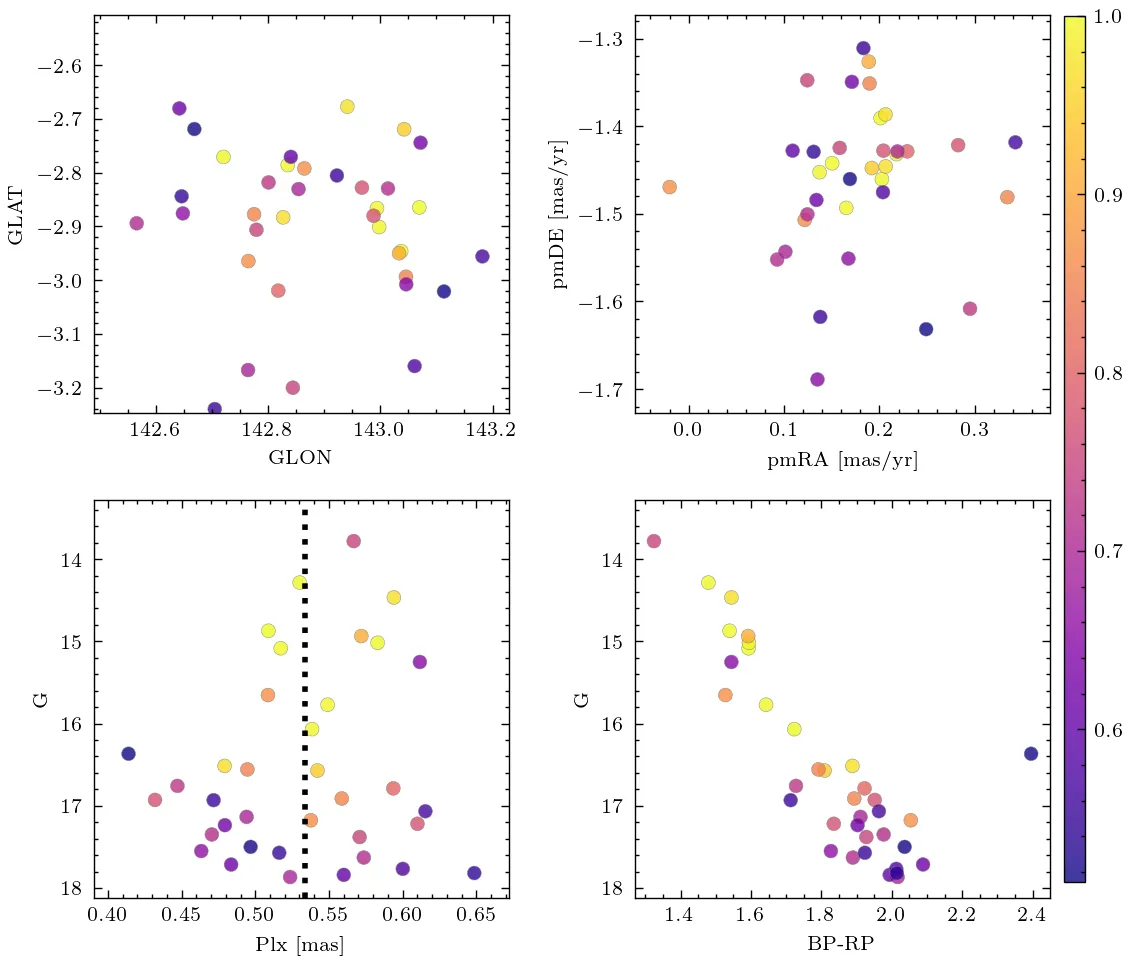 −2.6
−2.7
−2.8
−2.9
−3.0
−3.1
−3.2
GLAT
142.6 142.8 143.0 143.2
GLON
−1.3
−1.4
−1.5
−1.6
−1.7
pmDE [mas/yr]
0.0 0.1 0.2 0.3
pmRA [mas/yr]
1.0
0.9
0.8
0.7
0.6
14
15
16
17
18
G
0.40 0.45 0.50 0.55 0.60 0.65
Plx [mas]
14
15
16
17
18
G
1.4 1.6 1.8 2.0 2.2 2.4
BP-RP